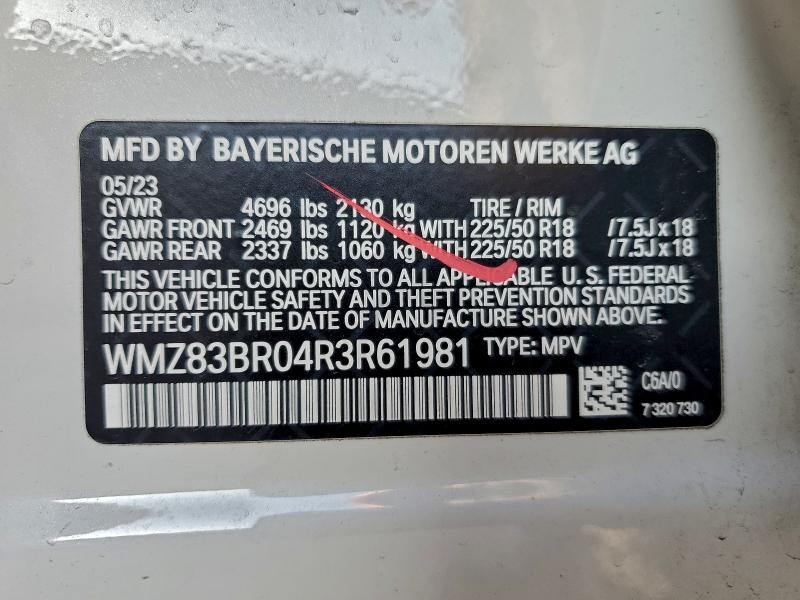 MFD BY BAYERISCHE MOTOREN WERKE AG
05/23
GVWR 4696 lbs 2130 kg TIRE / RIM
GAWR FRONT 2469 lbs 1120 kg WITH 225/50 R18 /7.5J x 18
GAWR REAR 2337 lbs 1060 kg WITH 225/50 R18 /7.5J x 18
THIS VEHICLE CONFORMS TO ALL APPLICABLE U. S. FEDERAL
MOTOR VEHICLE SAFETY AND THEFT PREVENTION STANDARDS
IN EFFECT ON THE DATE OF MANUFACTURE SHOWN ABOVE.
WMZ83BR04R3R61981 TYPE: MPV
C6A/0
7 320 730